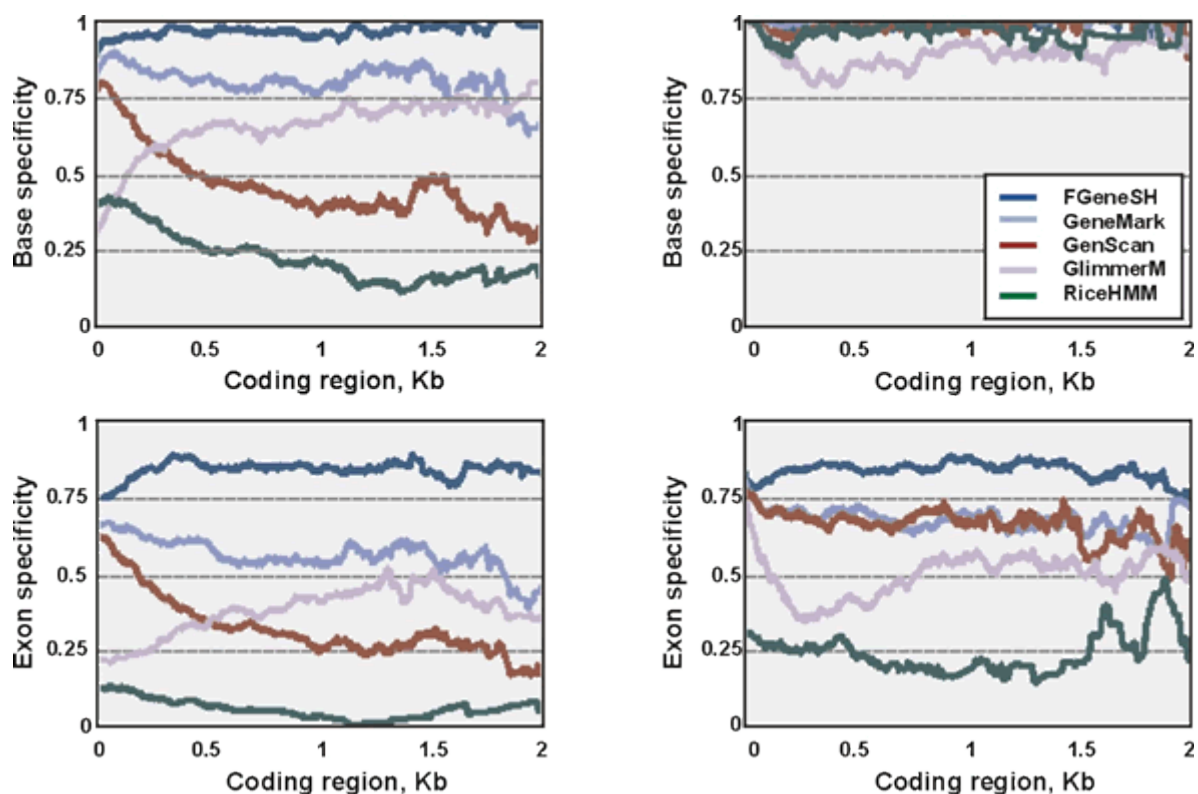 1
0.75
0.5
0.25
0
Base specificity
0 0.5 1 1.5 2
Coding region, Kb
1
0.75
0.5
0.25
0
Base specificity
FGeneSH
GeneMark
GenScan
GlimmerM
RiceHMM
0 0.5 1 1.5 2
Coding region, Kb
1
0.75
0.5
0.25
0
Exon specificity
0 0.5 1 1.5 2
Coding region, Kb
1
0.75
0.5
0.25
0
Exon specificity
0 0.5 1 1.5 2
Coding region, Kb